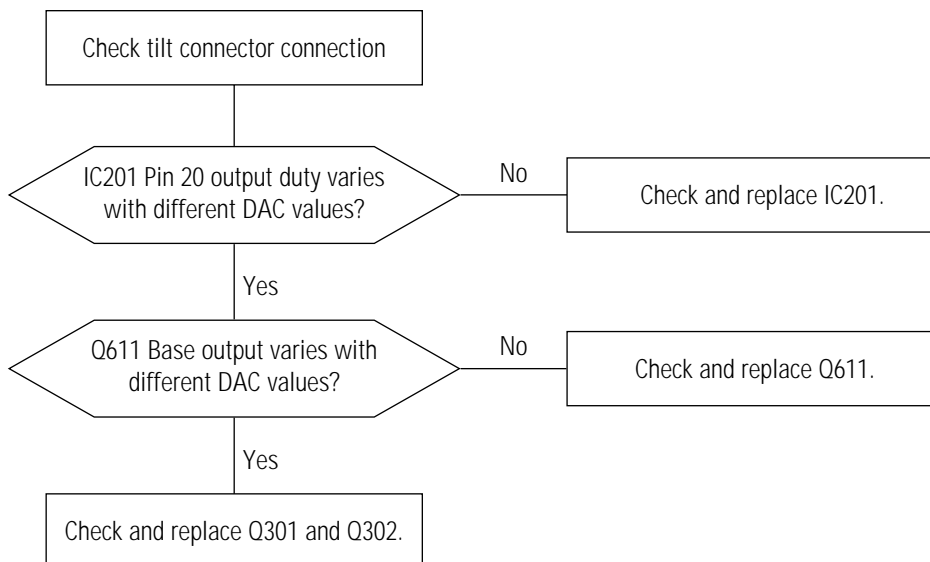 Check tilt connector connection
IC201 Pin 20 output duty varies
with different DAC values?
No
Check and replace IC201.
Yes
Q611 Base output varies with
different DAC values?
No
Check and replace Q611.
Yes
Check and replace Q301 and Q302.